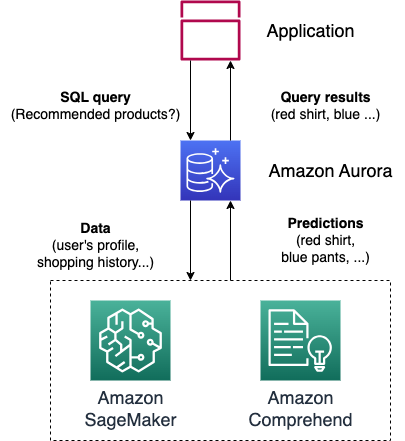 Application
SQL query
(Recommended products?)
Query results
(red shirt, blue ...)
Amazon Aurora
Data
(user's profile,
shopping history...)
Predictions
(red shirt,
blue pants, ...)
Amazon
SageMaker
Amazon
Comprehend